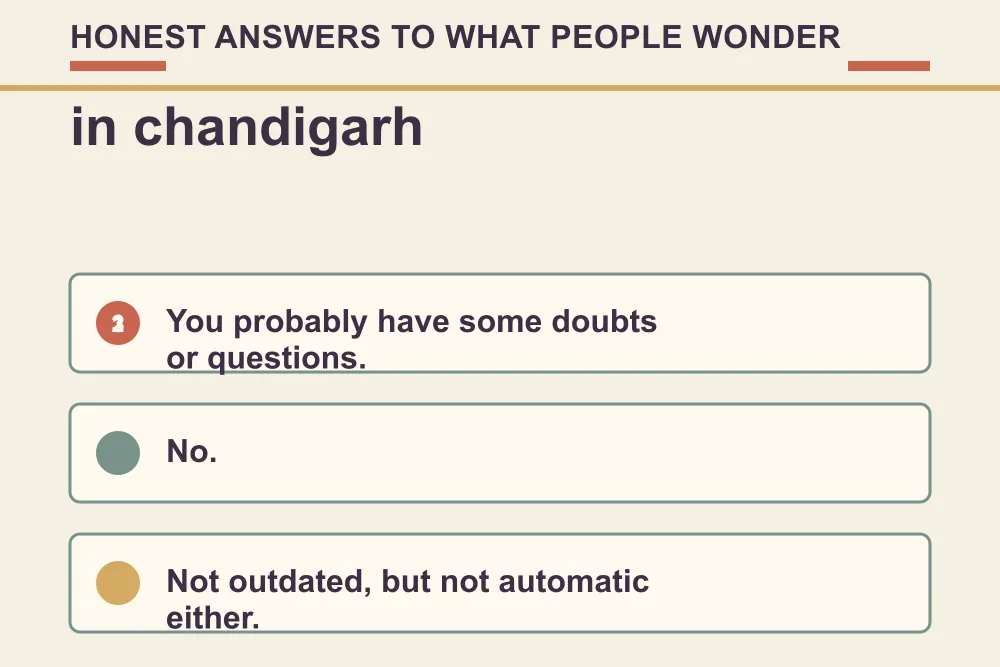 HONEST ANSWERS TO WHAT PEOPLE WONDER
in chandigarh
You probably have some doubts
or questions.
No.
Not outdated, but not automatic
either.